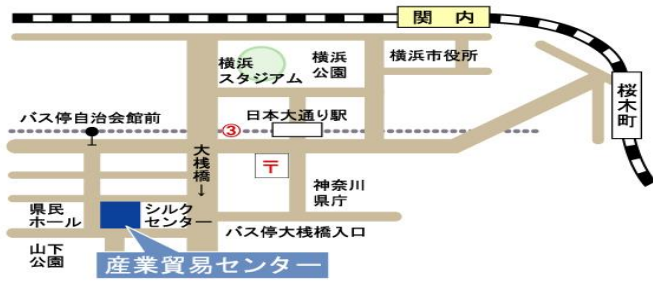 関内
横浜
スタジアム
横浜
公園
横浜市役所
桜木町
バス停自治会館前
③
日本大通り駅
大桟橋↓
〒
神奈川
県庁
県民
ホール
シルク
センター
バス停大桟橋入口
山下
公園
産業貿易センター